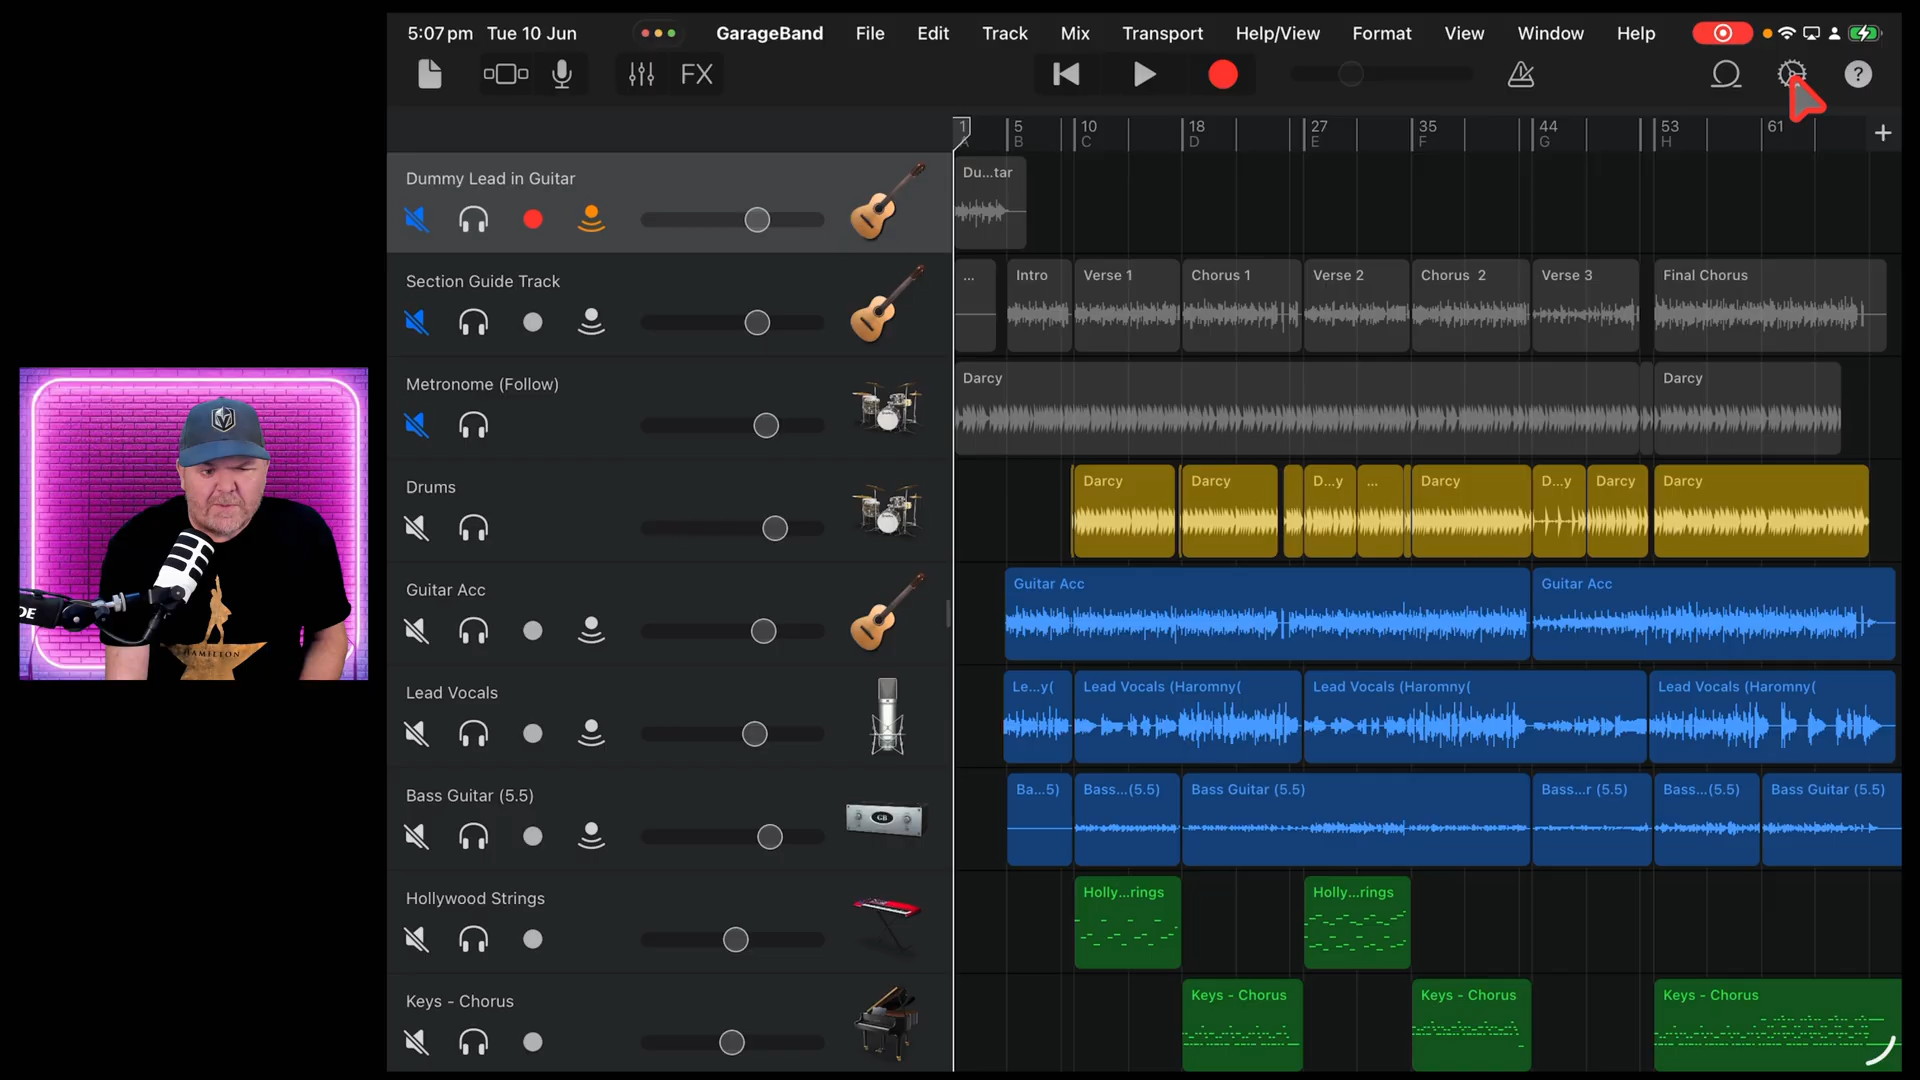 5:07pm Tue 10 Jun
GarageBand File Edit Track Mix Transport Help/View Format View Window Help
FX
?
1 5 10 18 27 35 44 53 61 +
A B C D E F G H
Dummy Lead in Guitar
Du...tar
Section Guide Track
... Intro Verse 1 Chorus 1 Verse 2 Chorus 2 Verse 3 Final Chorus
Metronome (Follow)
Darcy Darcy
Drums
Darcy Darcy D...y ... Darcy D...y Darcy Darcy
Guitar Acc
Guitar Acc Guitar Acc
Lead Vocals
Le...y( Lead Vocals (Haromny( Lead Vocals (Haromny( Lead Vocals (Haromny(
Bass Guitar (5.5)
Ba...5) Bass...(5.5) Bass Guitar (5.5) Bass...r (5.5) Bass...(5.5) Bass Guitar (5.5)
GB
Hollywood Strings
Holly...rings Holly...rings
Keys - Chorus
Keys - Chorus Keys - Chorus Keys - Chorus
DE
HAMILTON